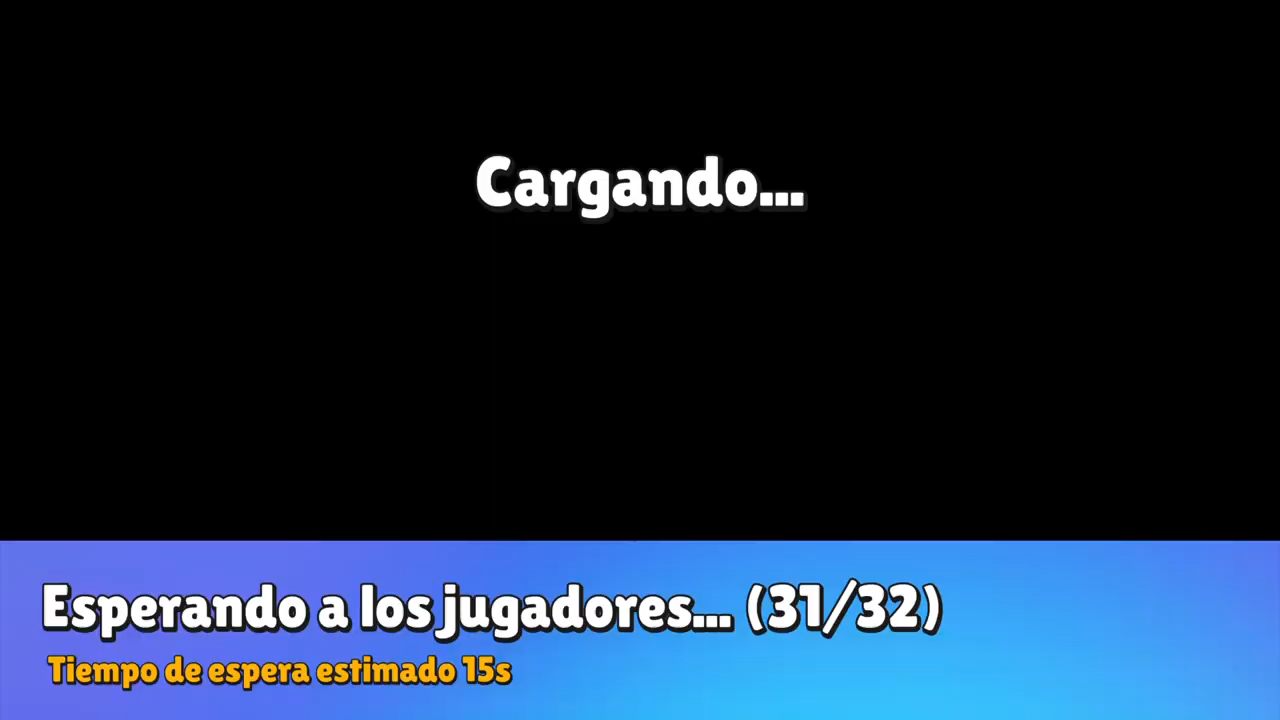 Cargando...
Esperando a los jugadores... (31/32)
Tiempo de espera estimado 15s